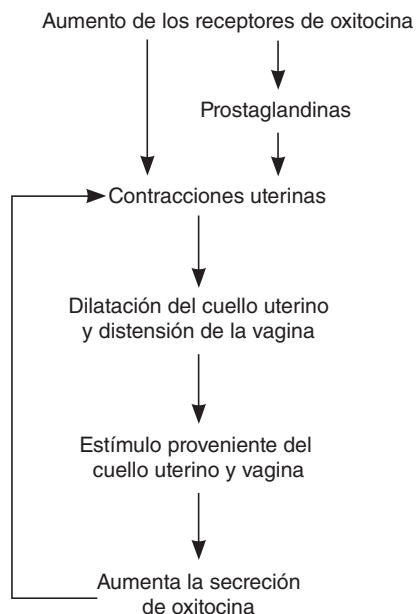 Aumento de los receptores de oxitocina
Prostaglandinas
Contracciones uterinas
Dilatación del cuello uterino
y distensión de la vagina
Estímulo proveniente del
cuello uterino y vagina
Aumenta la secreción
de oxitocina